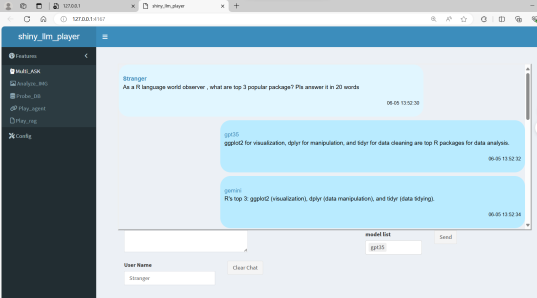 127.0.0.1
shiny_llm_player
127.0.0.1:4167
shiny_llm_player
Features
Multi_ASK
Analyze_IMG
Probe_DB
Play_agent
Play_rag
Config
Stranger
As a R language world observer , what are top 3 popular package? Pls answer it in 20 words
06-05 13:52:30
gpt35
ggplot2 for visualization, dplyr for manipulation, and tidyr for data cleaning are top R packages for data analysis.
06-05 13:52:32
gemini
R's top 3: ggplot2 (visualization), dplyr (data manipulation), and tidyr (data tidying).
06-05 13:52:34
model list
gpt35
Send
User Name
Stranger
Clear Chat